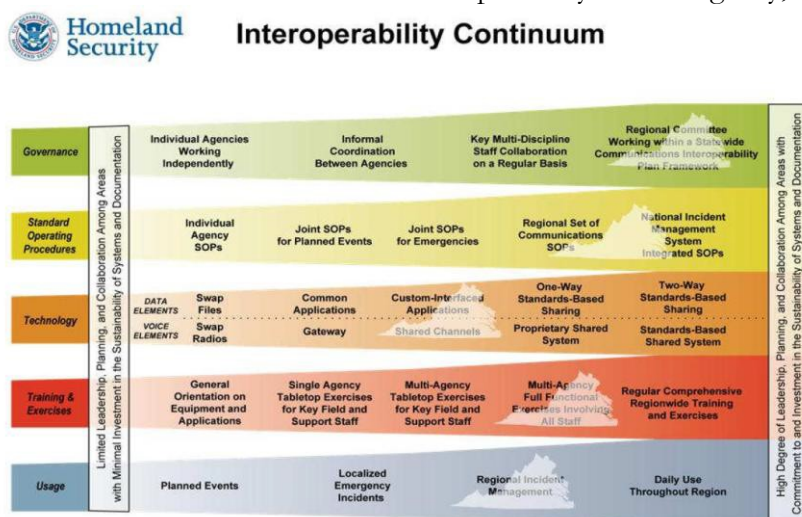 Homeland
Security
Interoperability Continuum
Limited Leadership, Planning, and Collaboration Among Areas
with Minimal Investment in the Sustainability of Systems and Documentation
High Degree of Leadership, Planning, and Collaboration Among Areas with
Commitment to and Investment in the Sustainability of Systems and Documentation
Governance
Individual Agencies
Working
Independently
Informal
Coordination
Between Agencies
Key Multi-Discipline
Staff Collaboration
on a Regular Basis
Regional Committee
Working within a Statewide
Communications Interoperability
Plan Framework
Standard
Operating
Procedures
Individual
Agency
SOPs
Joint SOPs
for Planned Events
Joint SOPs
for Emergencies
Regional Set of
Communications
SOPs
National Incident
Management
System
Integrated SOPs
Technology
DATA
ELEMENTS
Swap
Files
Common
Applications
Custom-Interfaced
Applications
One-Way
Standards-Based
Sharing
Two-Way
Standards-Based
Sharing
VOICE
ELEMENTS
Swap
Radios
Gateway
Shared Channels
Proprietary Shared
System
Standards-Based
Shared System
Training &
Exercises
General
Orientation on
Equipment and
Applications
Single Agency
Tabletop Exercises
for Key Field and
Support Staff
Multi-Agency
Tabletop Exercises
for Key Field and
Support Staff
Multi-Agency
Full Functional
Exercises Involving
All Staff
Regular Comprehensive
Regionwide Training
and Exercises
Usage
Planned Events
Localized
Emergency
Incidents
Regional Incident
Management
Daily Use
Throughout Region